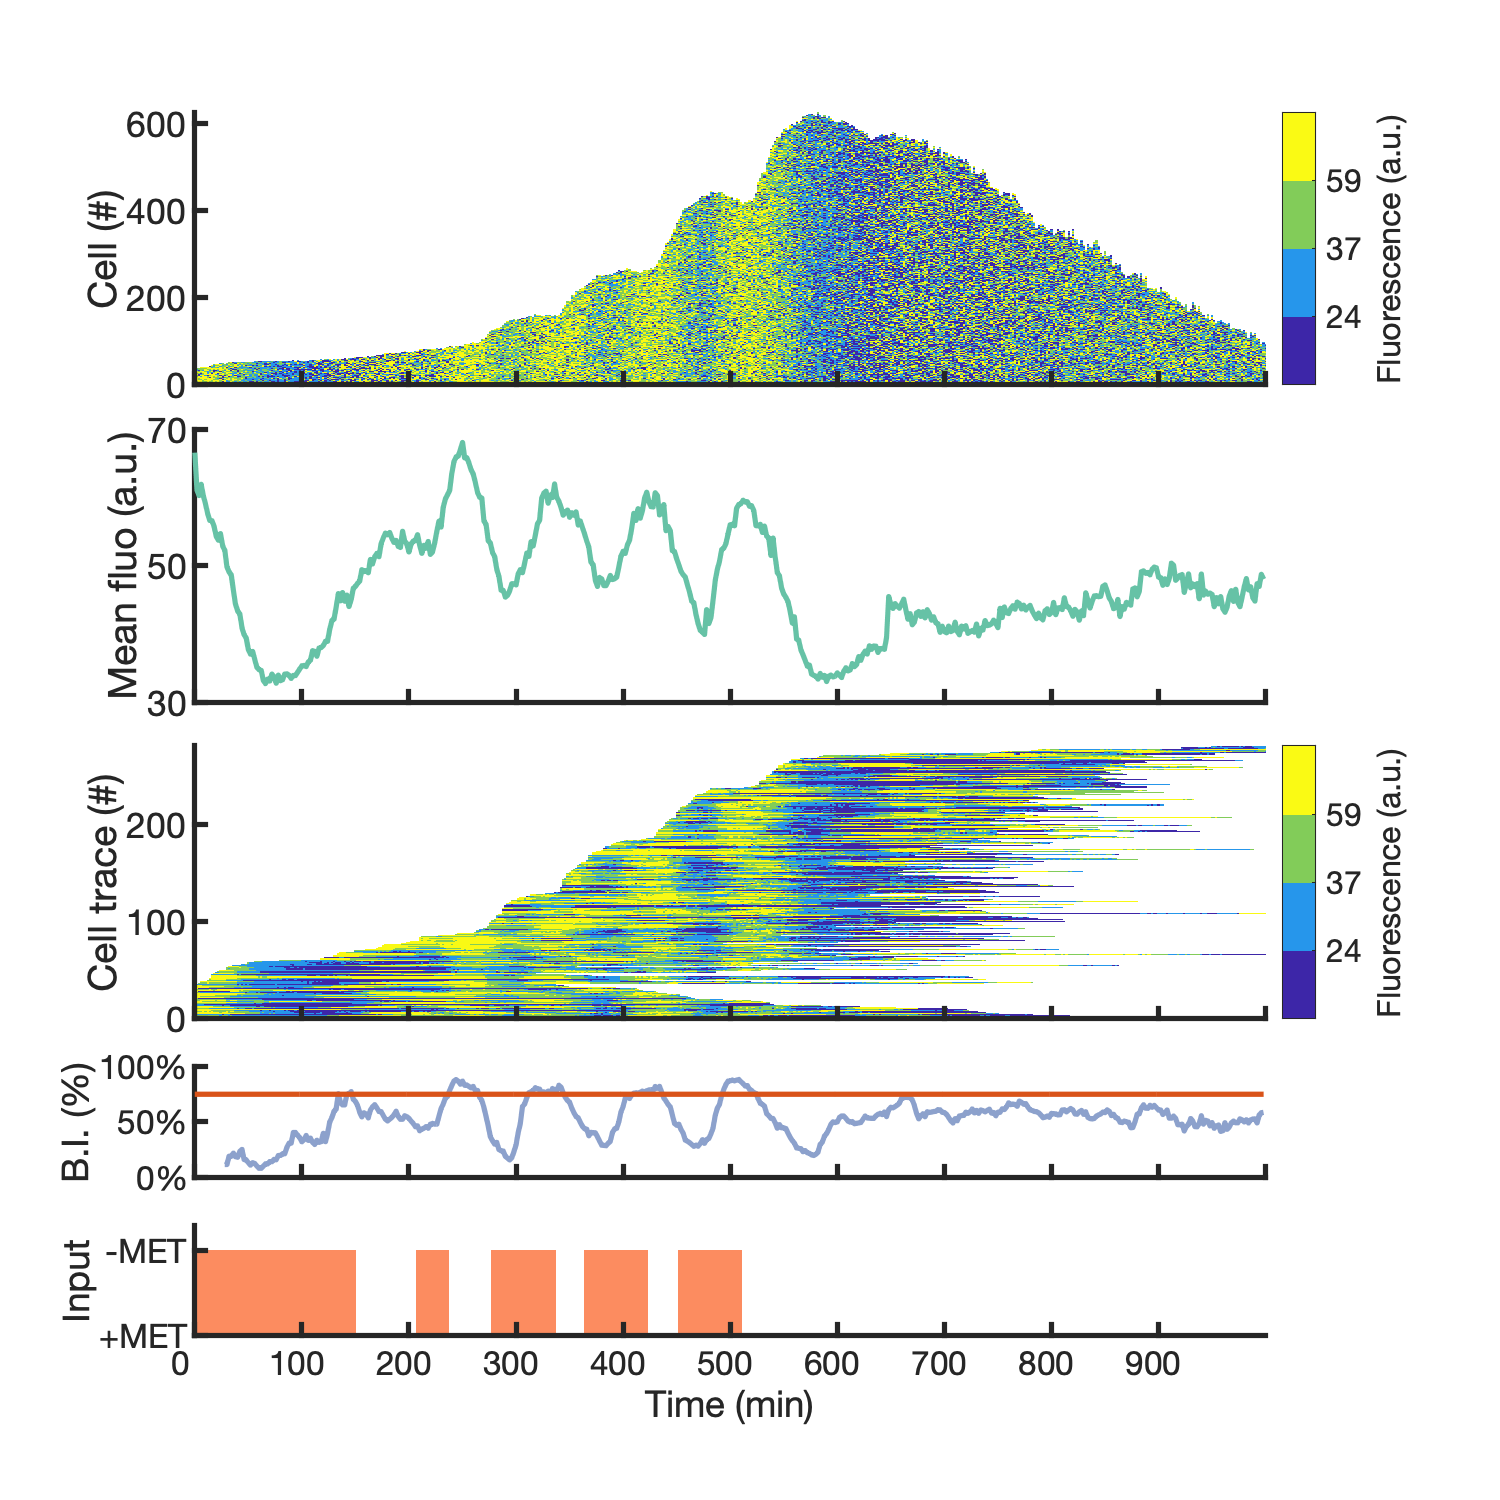 600
400
200
0
Cell (#)
59
37
24
Fluorescence (a.u.)
70
50
30
Mean fluo (a.u.)
200
100
0
Cell trace (#)
59
37
24
Fluorescence (a.u.)
100%
50%
0%
B.I. (%)
-MET
+MET
Input
0 100 200 300 400 500 600 700 800 900
Time (min)